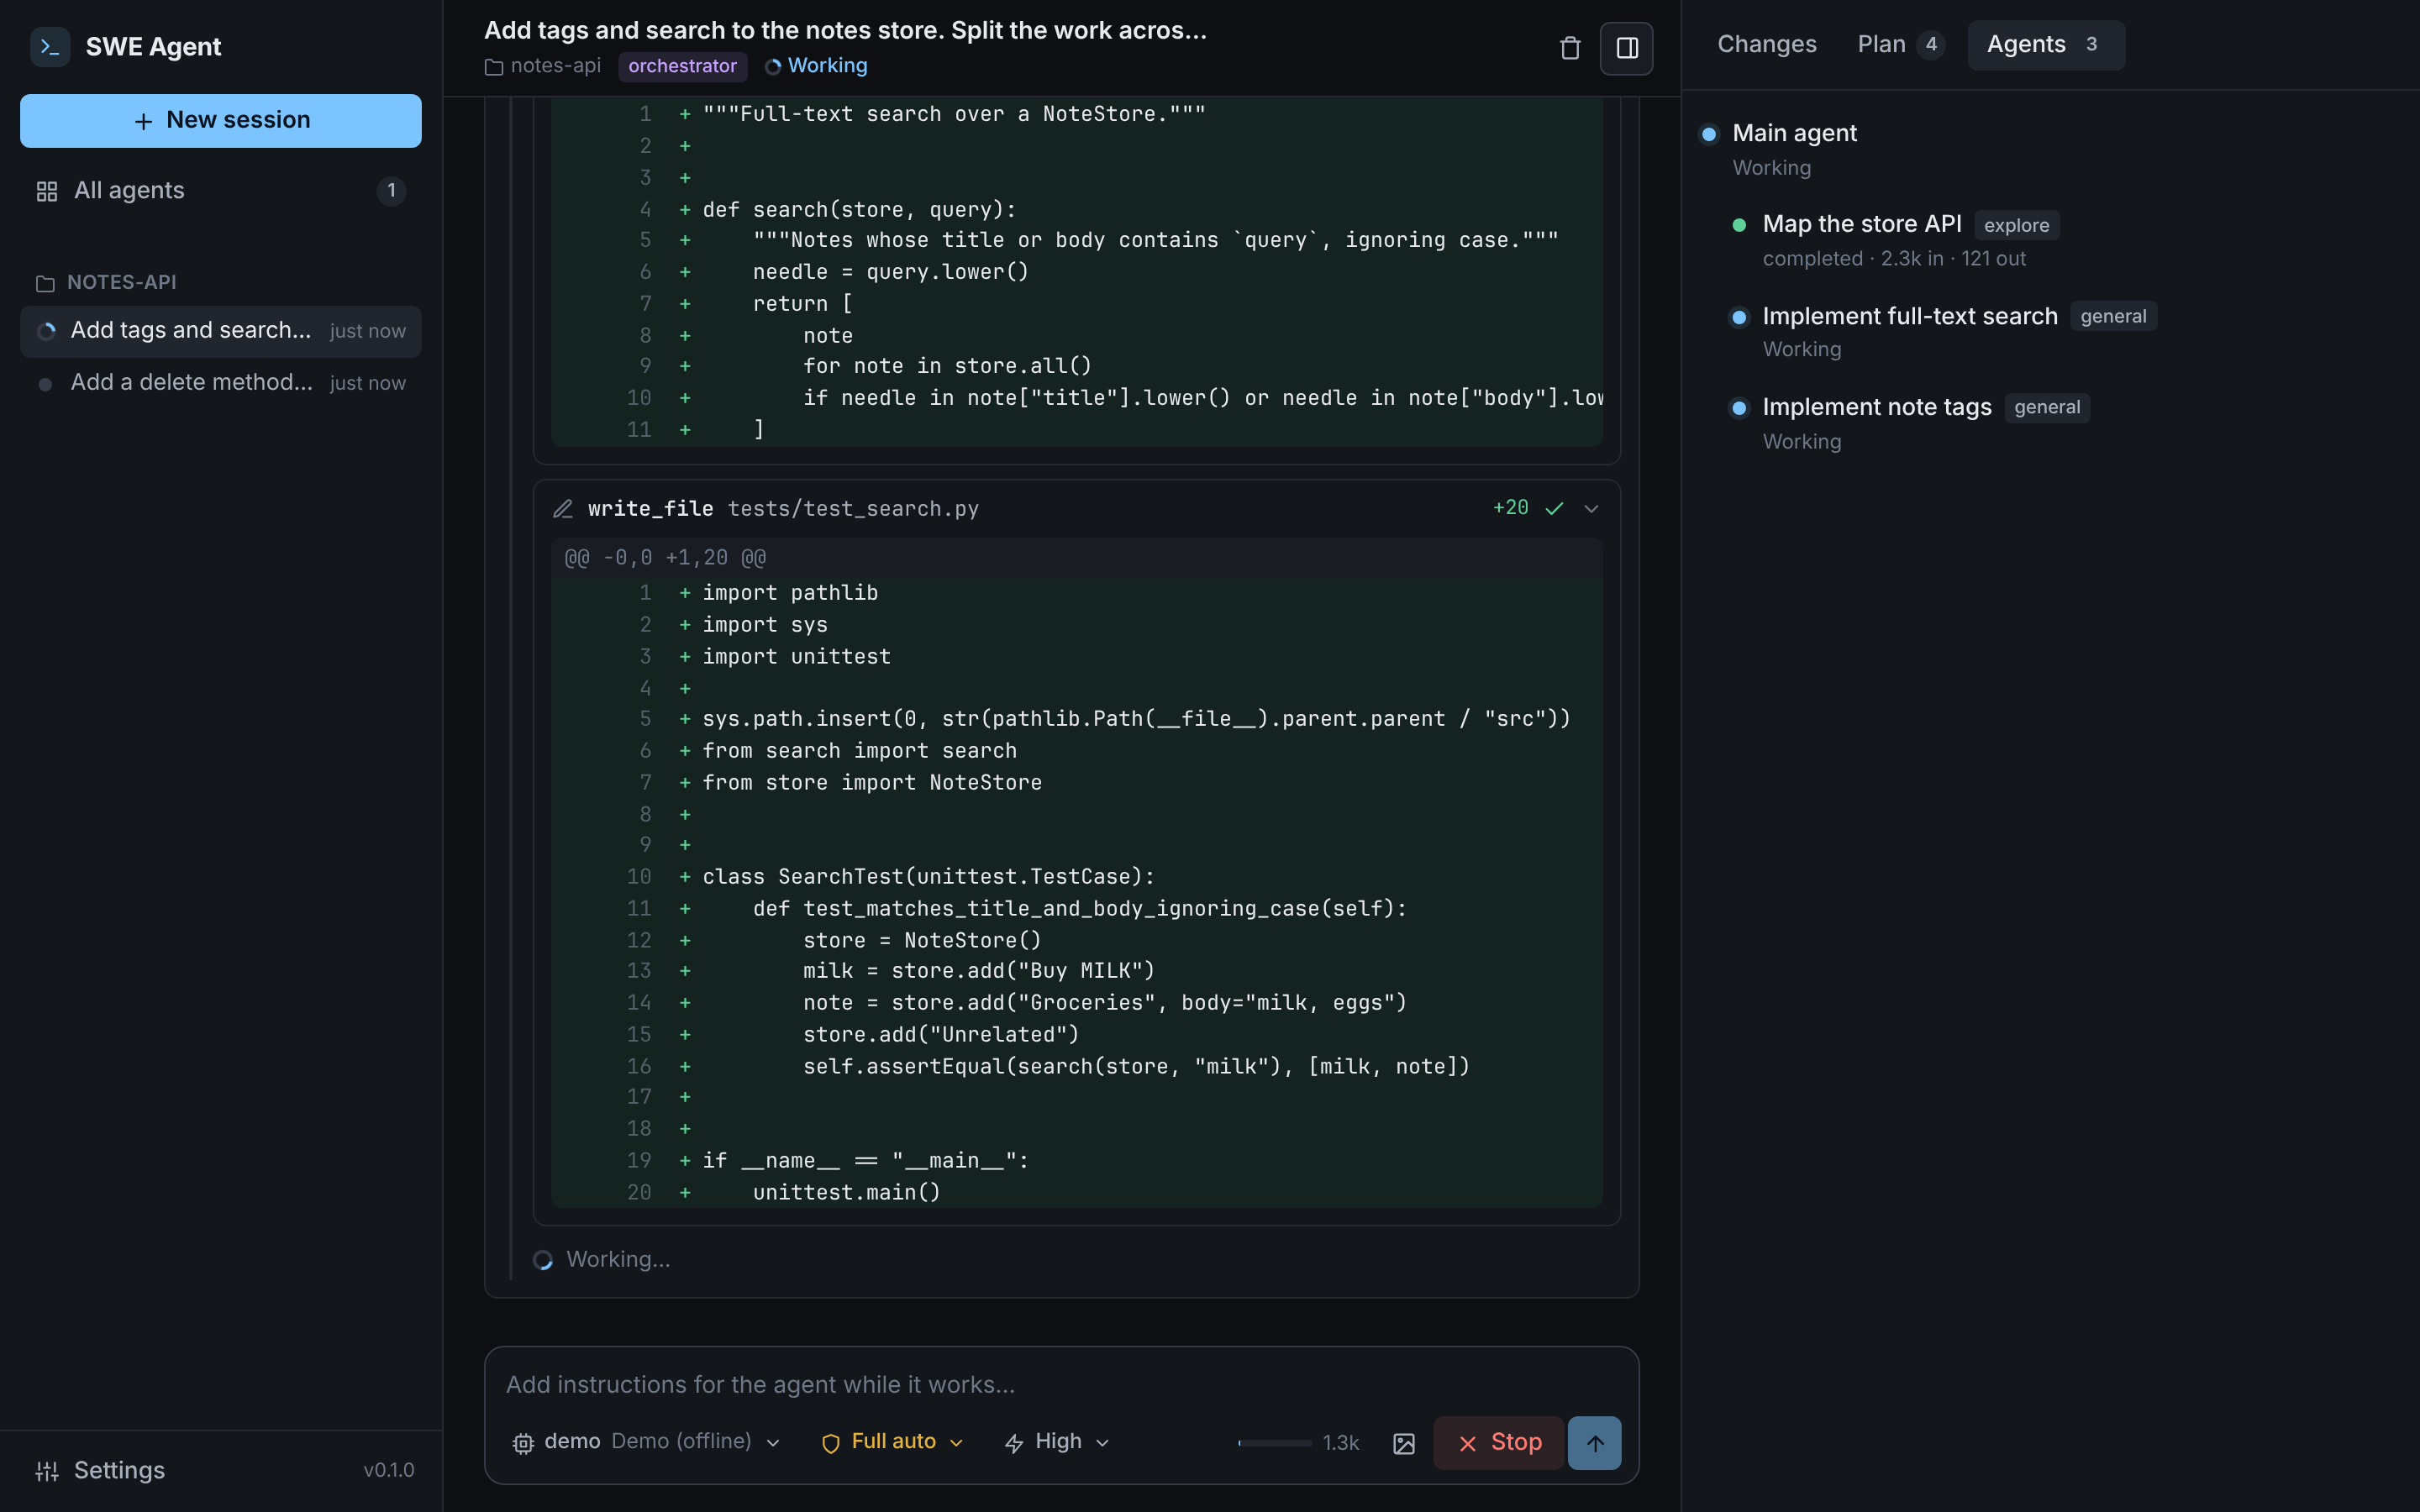 SWE Agent
+ New session
All agents 1
NOTES-API
Add tags and search... just now
Add a delete method... just now
Settings v0.1.0
Add tags and search to the notes store. Split the work acros...
notes-api orchestrator Working
1 + """Full-text search over a NoteStore."""
2 +
3 +
4 + def search(store, query):
5 +     """Notes whose title or body contains `query`, ignoring case."""
6 +     needle = query.lower()
7 +     return [
8 +         note
9 +         for note in store.all()
10 +         if needle in note["title"].lower() or needle in note["body"].low
11 +     ]
write_file tests/test_search.py +20
@@ -0,0 +1,20 @@
1 + import pathlib
2 + import sys
3 + import unittest
4 +
5 + sys.path.insert(0, str(pathlib.Path(__file__).parent.parent / "src"))
6 + from search import search
7 + from store import NoteStore
8 +
9 +
10 + class SearchTest(unittest.TestCase):
11 +     def test_matches_title_and_body_ignoring_case(self):
12 +         store = NoteStore()
13 +         milk = store.add("Buy MILK")
14 +         note = store.add("Groceries", body="milk, eggs")
15 +         store.add("Unrelated")
16 +         self.assertEqual(search(store, "milk"), [milk, note])
17 +
18 +
19 + if __name__ == "__main__":
20 +     unittest.main()
Working...
Add instructions for the agent while it works...
demo Demo (offline) Full auto High 1.3k Stop
Changes Plan 4 Agents 3
Main agent
Working
Map the store API explore
completed · 2.3k in · 121 out
Implement full-text search general
Working
Implement note tags general
Working